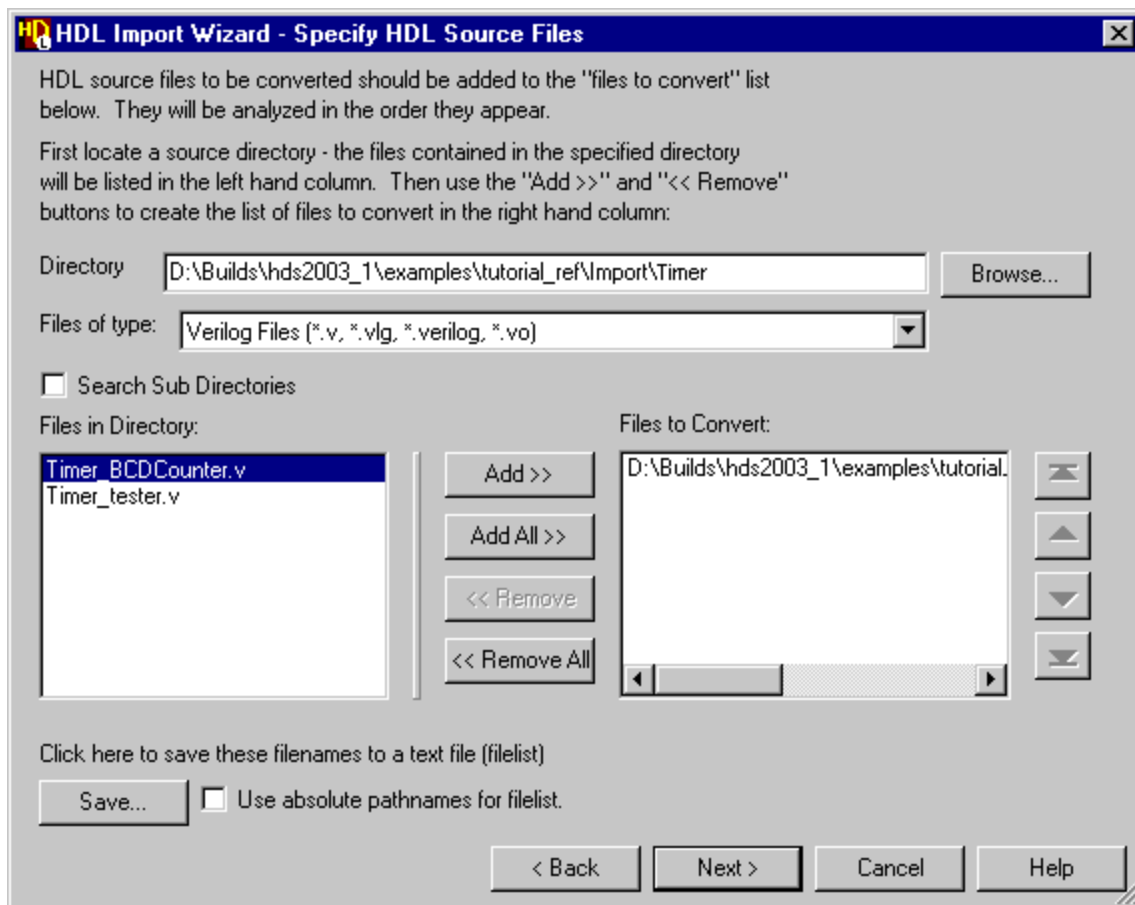 HDL Import Wizard - Specify HDL Source Files
HDL source files to be converted should be added to the "files to convert" list
below. They will be analyzed in the order they appear.
First locate a source directory - the files contained in the specified directory
will be listed in the left hand column. Then use the "Add >>" and "<< Remove"
buttons to create the list of files to convert in the right hand column:
Directory
D:\Builds\hds2003_1\examples\tutorial_ref\Import\Timer
Browse...
Files of type:
Verilog Files (*.v, *.vlg, *.verilog, *.vo)
Search Sub Directories
Files in Directory:
Files to Convert:
Timer_BCDCounter.v
Timer_tester.v
Add >>
Add All >>
<< Remove
<< Remove All
D:\Builds\hds2003_1\examples\tutorial
Click here to save these filenames to a text file (filelist)
Save...
Use absolute pathnames for filelist.
< Back
Next >
Cancel
Help